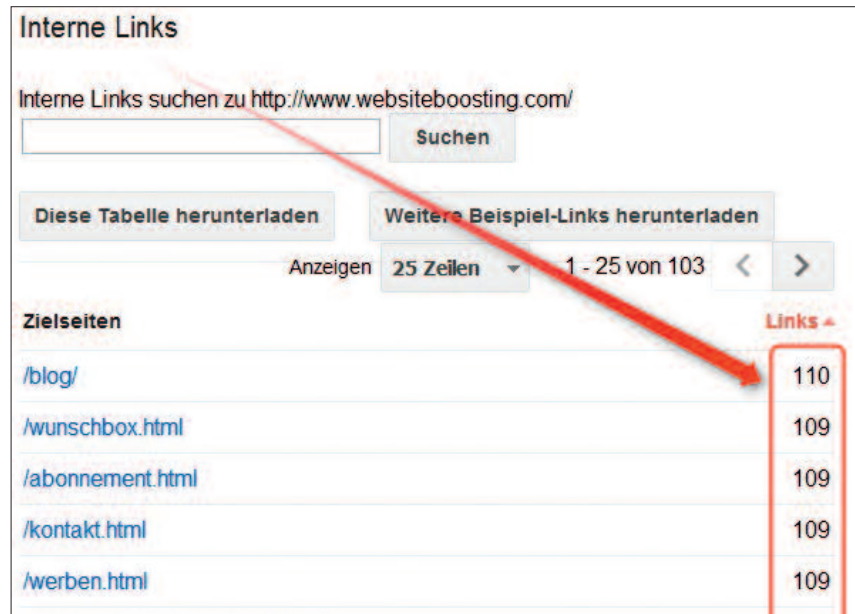 Interne Links
Interne Links suchen zu http://www.websiteboosting.com/
Suchen
Diese Tabelle herunterladen Weitere Beispiel-Links herunterladen
Anzeigen 25 Zeilen 1 - 25 von 103
Zielseiten Links
/blog/ 110
/wunschbox.html 109
/abonnement.html 109
/kontakt.html 109
/werben.html 109